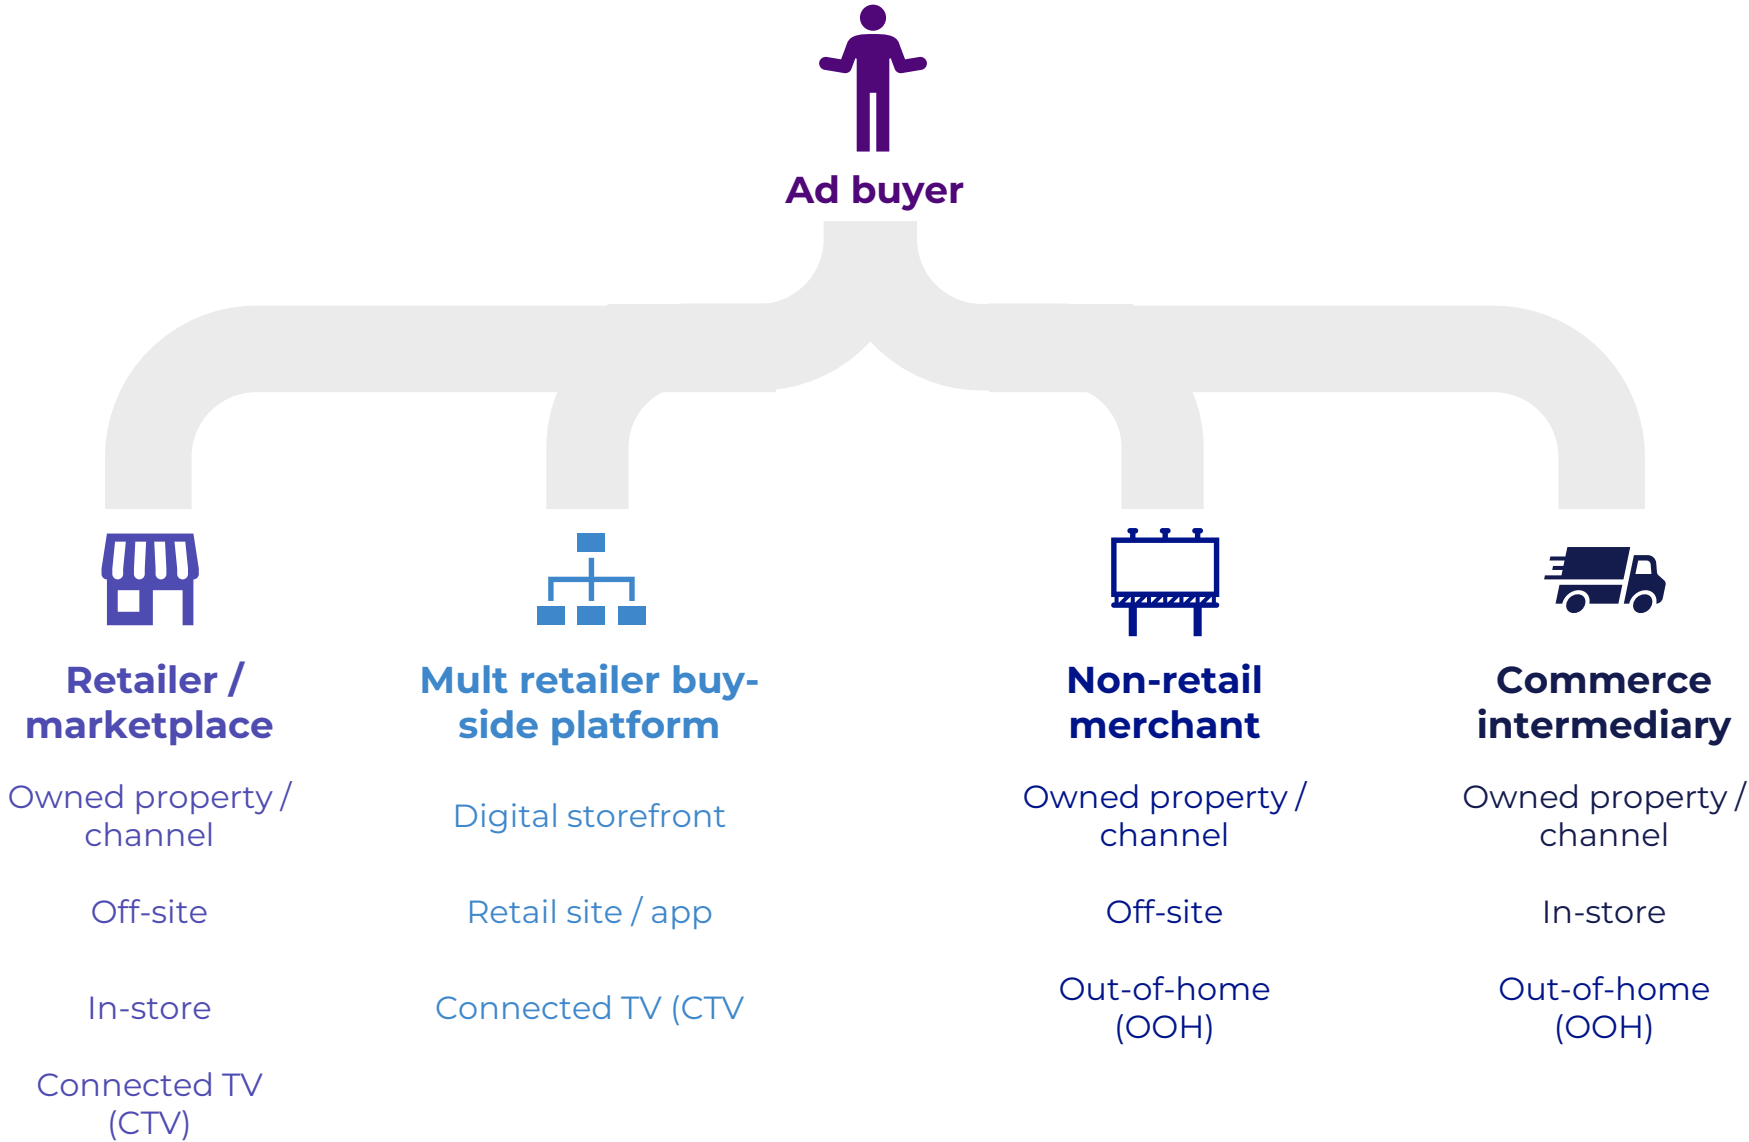 Ad buyer
Retailer /
marketplace
Owned property /
channel
Off-site
In-store
Connected TV
(CTV)
Mult retailer buy-
side platform
Digital storefront
Retail site / app
Connected TV (CTV
Non-retail
merchant
Owned property /
channel
Off-site
Out-of-home
(OOH)
Commerce
intermediary
Owned property /
channel
In-store
Out-of-home
(OOH)